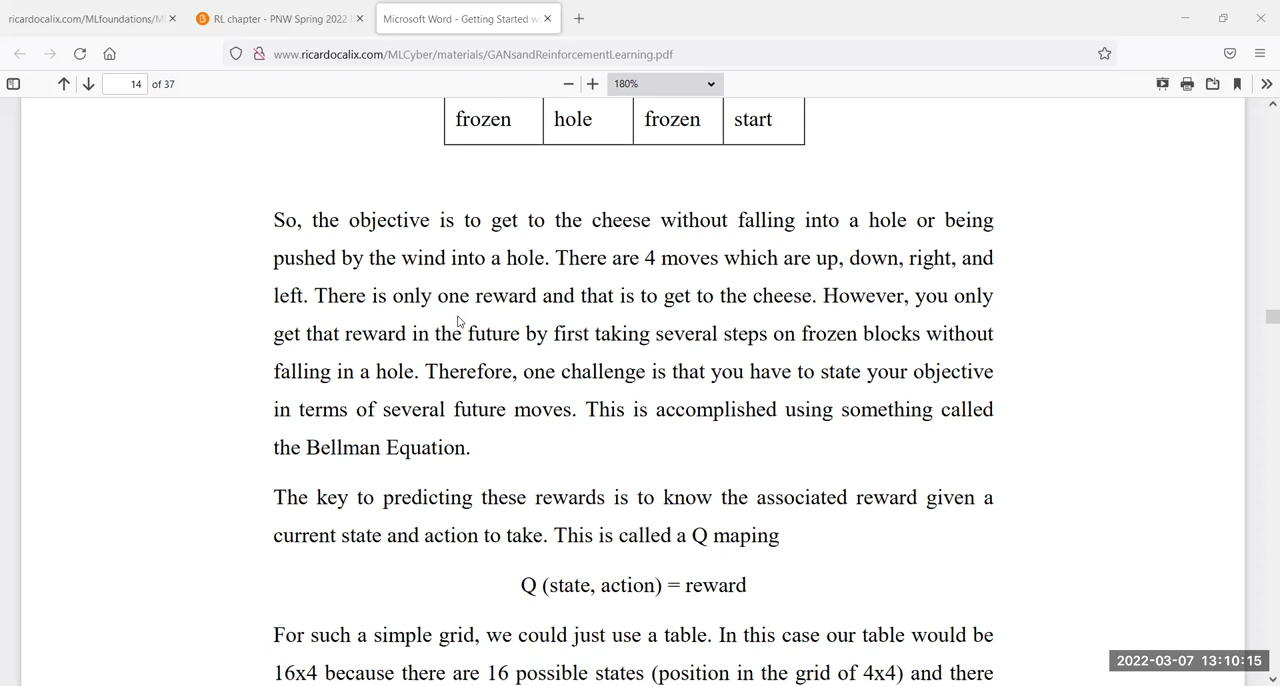 ricardocalix.com/MLfoundations/M
RL chapter - PNW Spring 2022
Microsoft Word - Getting Started w
www.ricardocalix.com/MLCyber/materials/GANsandReinforcementLearning.pdf
14 of 37
180%
frozen hole frozen start
So, the objective is to get to the cheese without falling into a hole or being
pushed by the wind into a hole. There are 4 moves which are up, down, right, and
left. There is only one reward and that is to get to the cheese. However, you only
get that reward in the future by first taking several steps on frozen blocks without
falling in a hole. Therefore, one challenge is that you have to state your objective
in terms of several future moves. This is accomplished using something called
the Bellman Equation.
The key to predicting these rewards is to know the associated reward given a
current state and action to take. This is called a Q maping
Q (state, action) = reward
For such a simple grid, we could just use a table. In this case our table would be
16x4 because there are 16 possible states (position in the grid of 4x4) and there
2022-03-07 13:10:15